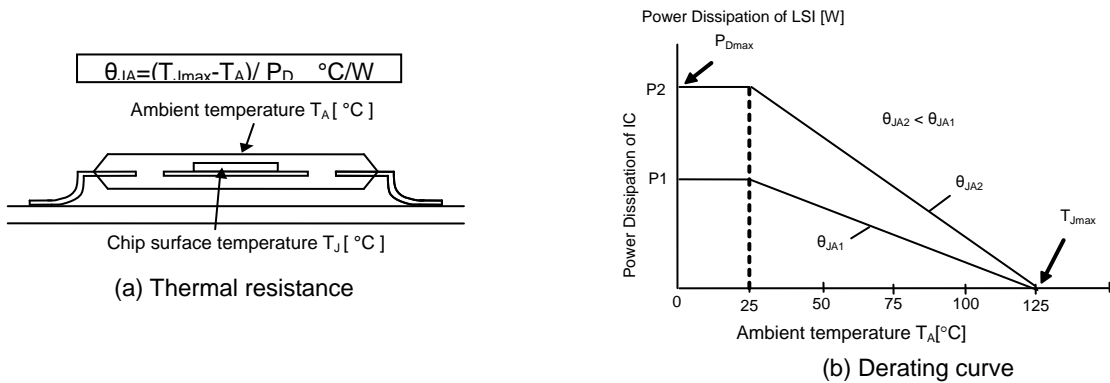 θJA=(TJmax-TA)/ PD    °C/W
Ambient temperature TA [ °C ]
Chip surface temperature TJ [ °C ]
(a) Thermal resistance
Power Dissipation of LSI [W]
PDmax
P2
θJA2 < θJA1
Power Dissipation of IC
P1
θJA2
TJmax
θJA1
0 25 50 75 100 125
Ambient temperature TA[°C]
(b) Derating curve